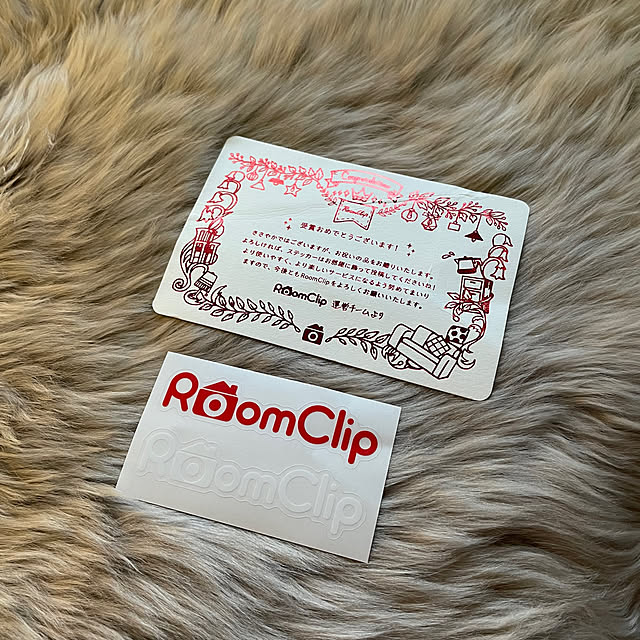 Congratulations
RoomClip
受賞おめでとうございます!
ささやかではございますが、お祝いの品をお贈りいたします。
よろしければ、ステッカーはお部屋に飾って投稿してくださいね!
より使いやすく、より楽しいサービスになるよう努めてまいり
ますので、今後ともRoomClipをよろしくお願いいたします。
RoomClip 運営チームより
RoomClip
RoomClip